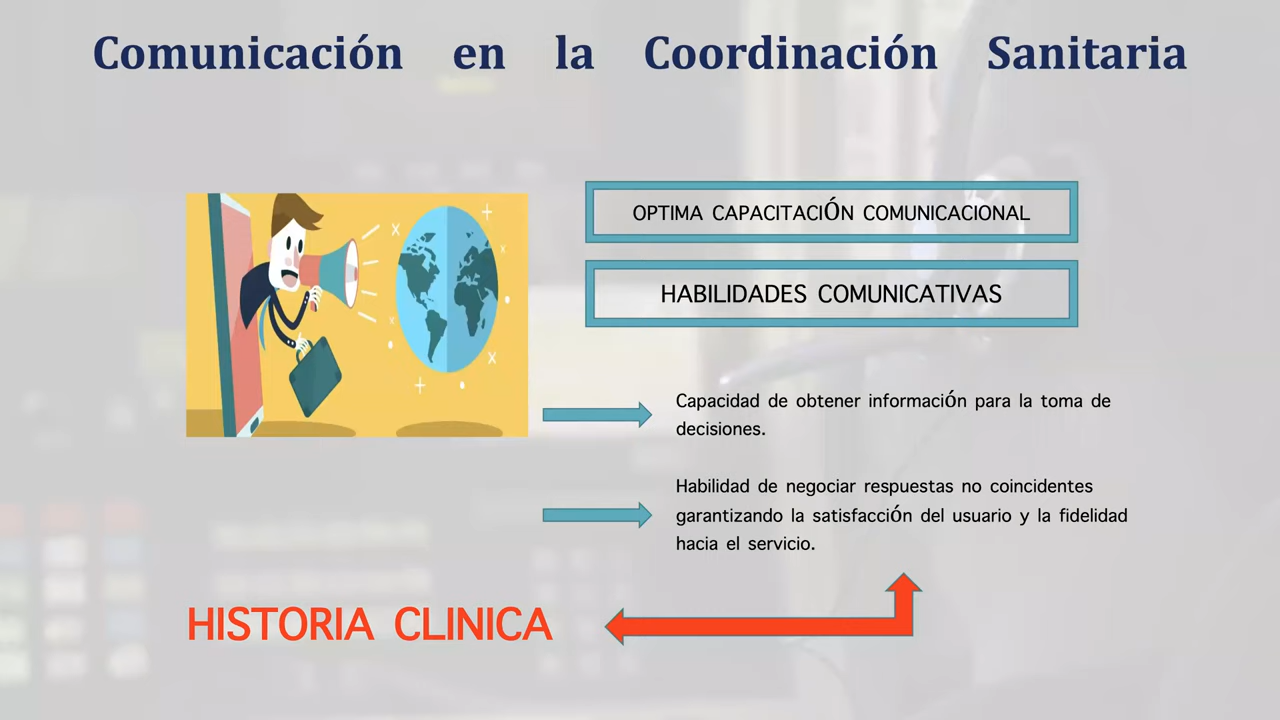 Comunicación en la Coordinación Sanitaria
OPTIMA CAPACITACIÓN COMUNICACIONAL
HABILIDADES COMUNICATIVAS
Capacidad de obtener información para la toma de
decisiones.
Habilidad de negociar respuestas no coincidentes
garantizando la satisfacción del usuario y la fidelidad
hacia el servicio.
HISTORIA CLINICA